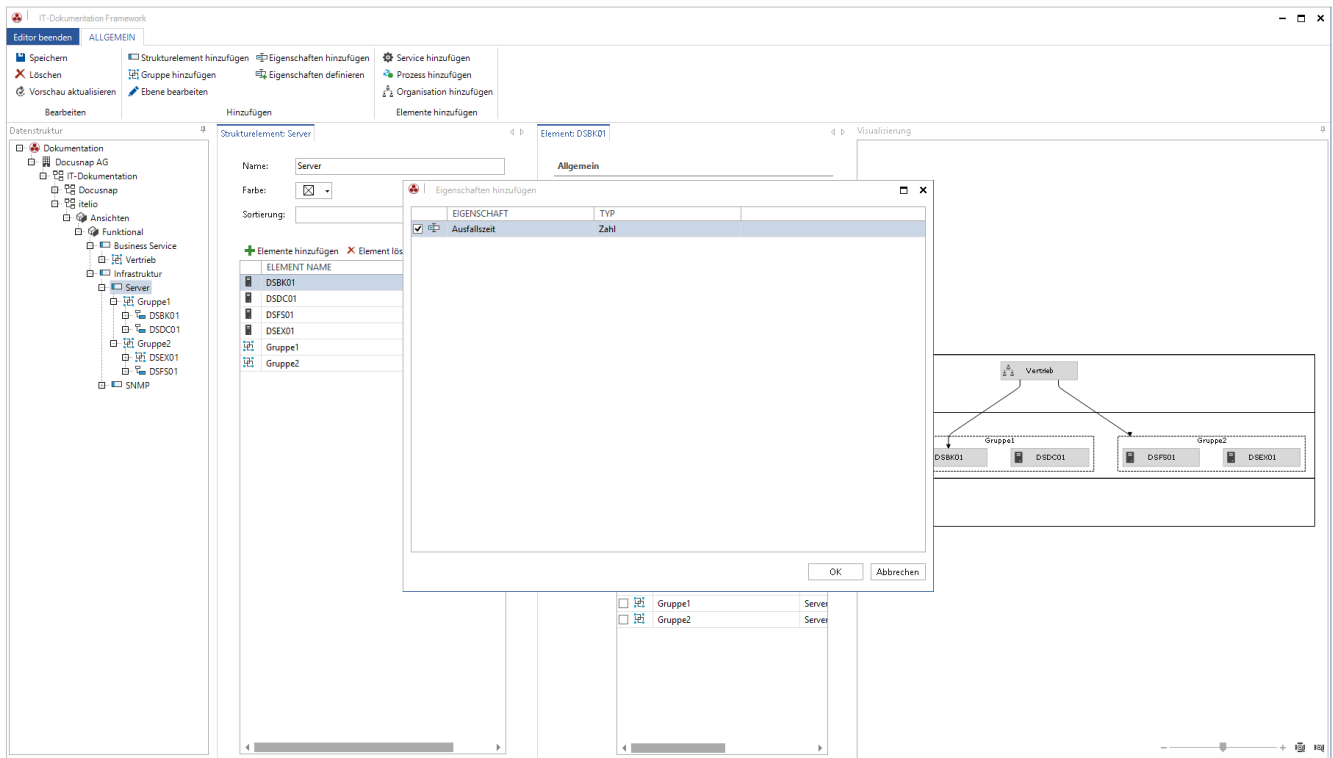 IT-Dokumentation Framework
Editor beenden ALLGEMEIN
Speichern
Löschen
Vorschau aktualisieren
Bearbeiten
Strukturelement hinzufügen Eigenschaften hinzufügen
Gruppe hinzufügen Eigenschaften definieren
Ebene bearbeiten
Hinzufügen
Service hinzufügen
Prozess hinzufügen
Organisation hinzufügen
Elemente hinzufügen
Datenstruktur
Dokumentation
Docusnap AG
IT-Dokumentation
Docusnap
itelio
Ansichten
Funktional
Business Service
Vertrieb
Infrastruktur
Server
Gruppe1
DSBK01
DSDC01
Gruppe2
DSEX01
DSFS01
SNMP
Strukturelement: Server
Name: Server
Farbe:
Sortierung:
Elemente hinzufügen Element lös
ELEMENT NAME
DSBK01
DSDC01
DSFS01
DSEX01
Gruppe1
Gruppe2
Element: DSBK01
Allgemein
Eigenschaften hinzufügen
EIGENSCHAFT TYP
Ausfallszeit Zahl
OK Abbrechen
Gruppe1 Server
Gruppe2 Server
Visualisierung
Vertrieb
Gruppe1 Gruppe2
DSBK01 DSDC01 DSFS01 DSEX01